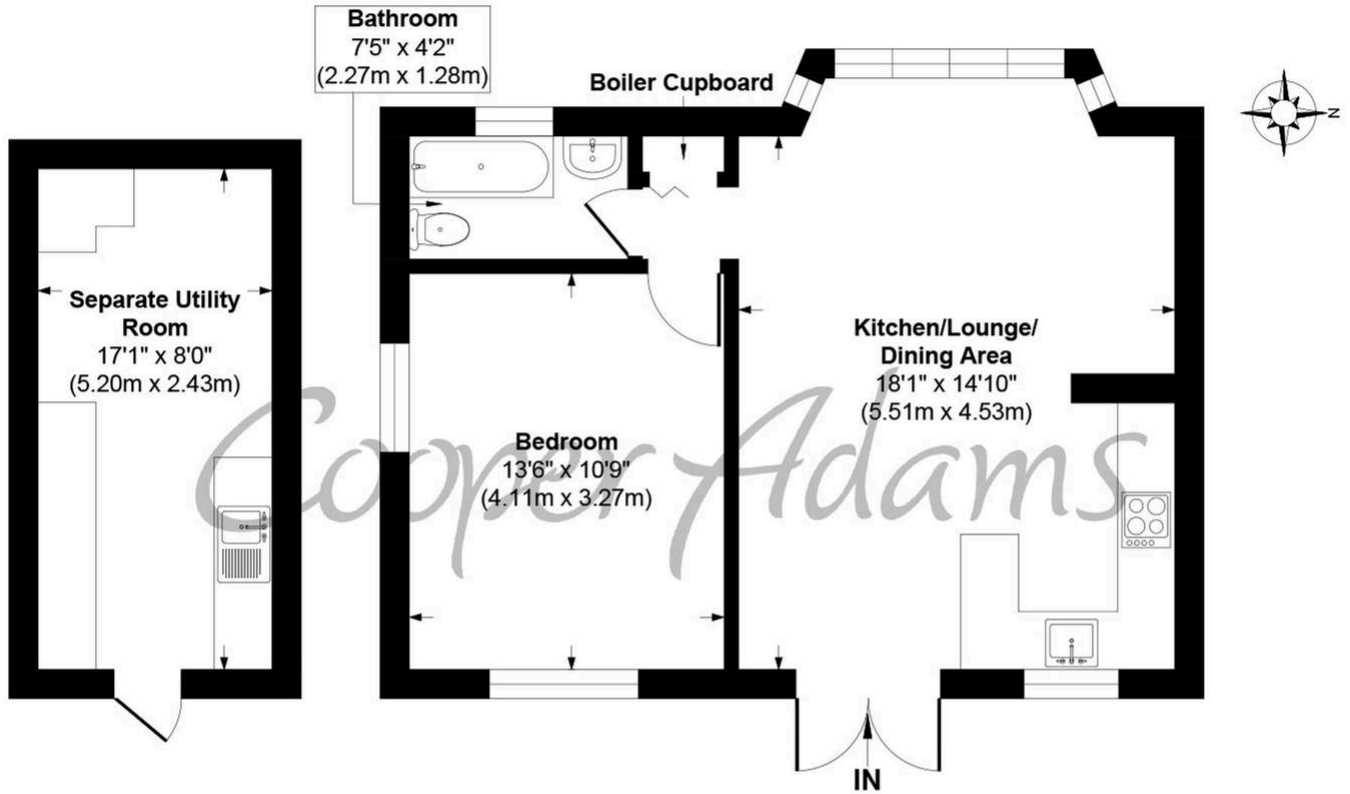 Bathroom
7'5" x 4'2"
(2.27m x 1.28m)
Boiler Cupboard
N
Separate Utility
Room
17'1" x 8'0"
(5.20m x 2.43m)
Kitchen/Lounge/
Dining Area
18'1" x 14'10"
(5.51m x 4.53m)
Bedroom
13'6" x 10'9"
(4.11m x 3.27m)
Cooper Adams
IN